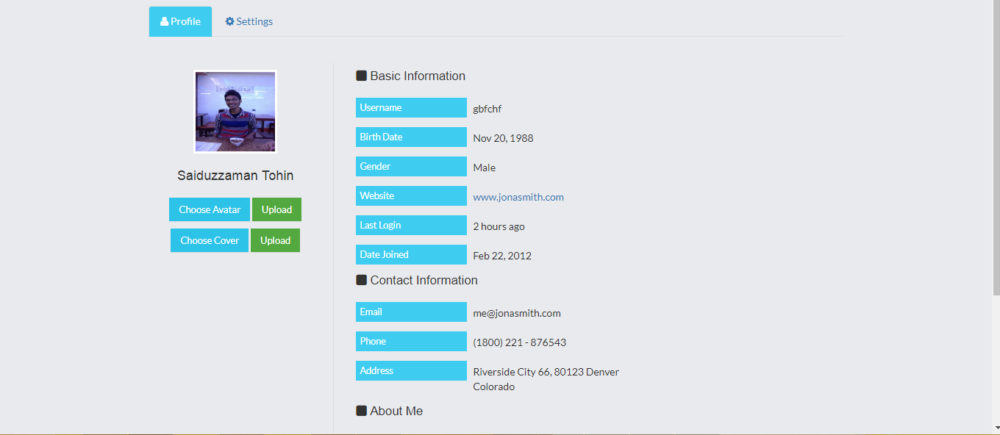 Profile
Settings
Saiduzzaman Tohin
Choose Avatar
Upload
Choose Cover
Upload
Basic Information
Username
gbfchf
Birth Date
Nov 20, 1988
Gender
Male
Website
www.jonasmith.com
Last Login
2 hours ago
Date Joined
Feb 22, 2012
Contact Information
Email
me@jonasmith.com
Phone
(1800) 221 - 876543
Address
Riverside City 66, 80123 Denver
Colorado
About Me